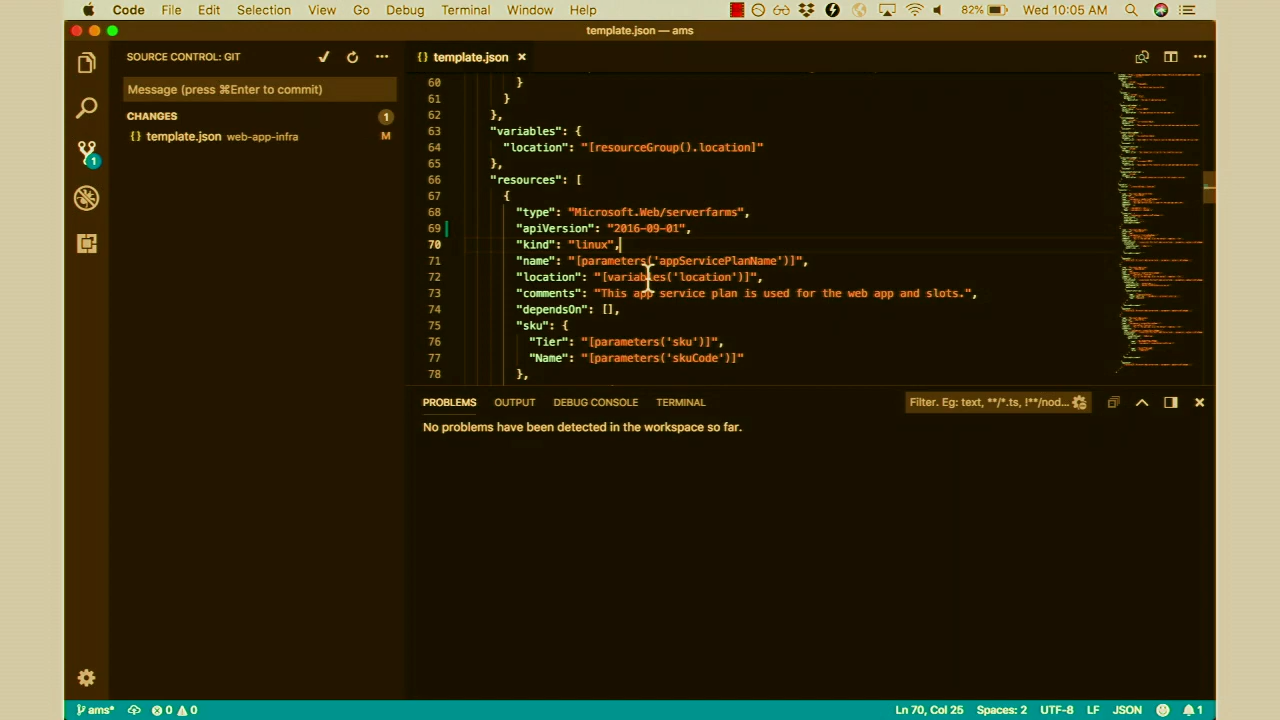 Code File Edit Selection View Go Debug Terminal Window Help 82% Wed 10:05 AM
template.json — ams
SOURCE CONTROL: GIT
Message (press ⌘Enter to commit)
CHANGES 1
{} template.json web-app-infra M
1
{} template.json ×
60 }
61 }
62 },
63 "variables": {
64 "location": "[resourceGroup().location]"
65 },
66 "resources": [
67 {
68 "type": "Microsoft.Web/serverfarms",
69 "apiVersion": "2016-09-01",
70 "kind": "linux",
71 "name": "[parameters('appServicePlanName')]",
72 "location": "[variables('location')]",
73 "comments": "This app service plan is used for the web app and slots.",
74 "dependsOn": [],
75 "sku": {
76 "Tier": "[parameters('sku')]",
77 "Name": "[parameters('skuCode')]"
78 },
PROBLEMS OUTPUT DEBUG CONSOLE TERMINAL Filter. Eg: text, **/*.ts, !**/nod...
No problems have been detected in the workspace so far.
ams* 0 0 Ln 70, Col 25 Spaces: 2 UTF-8 LF JSON 1